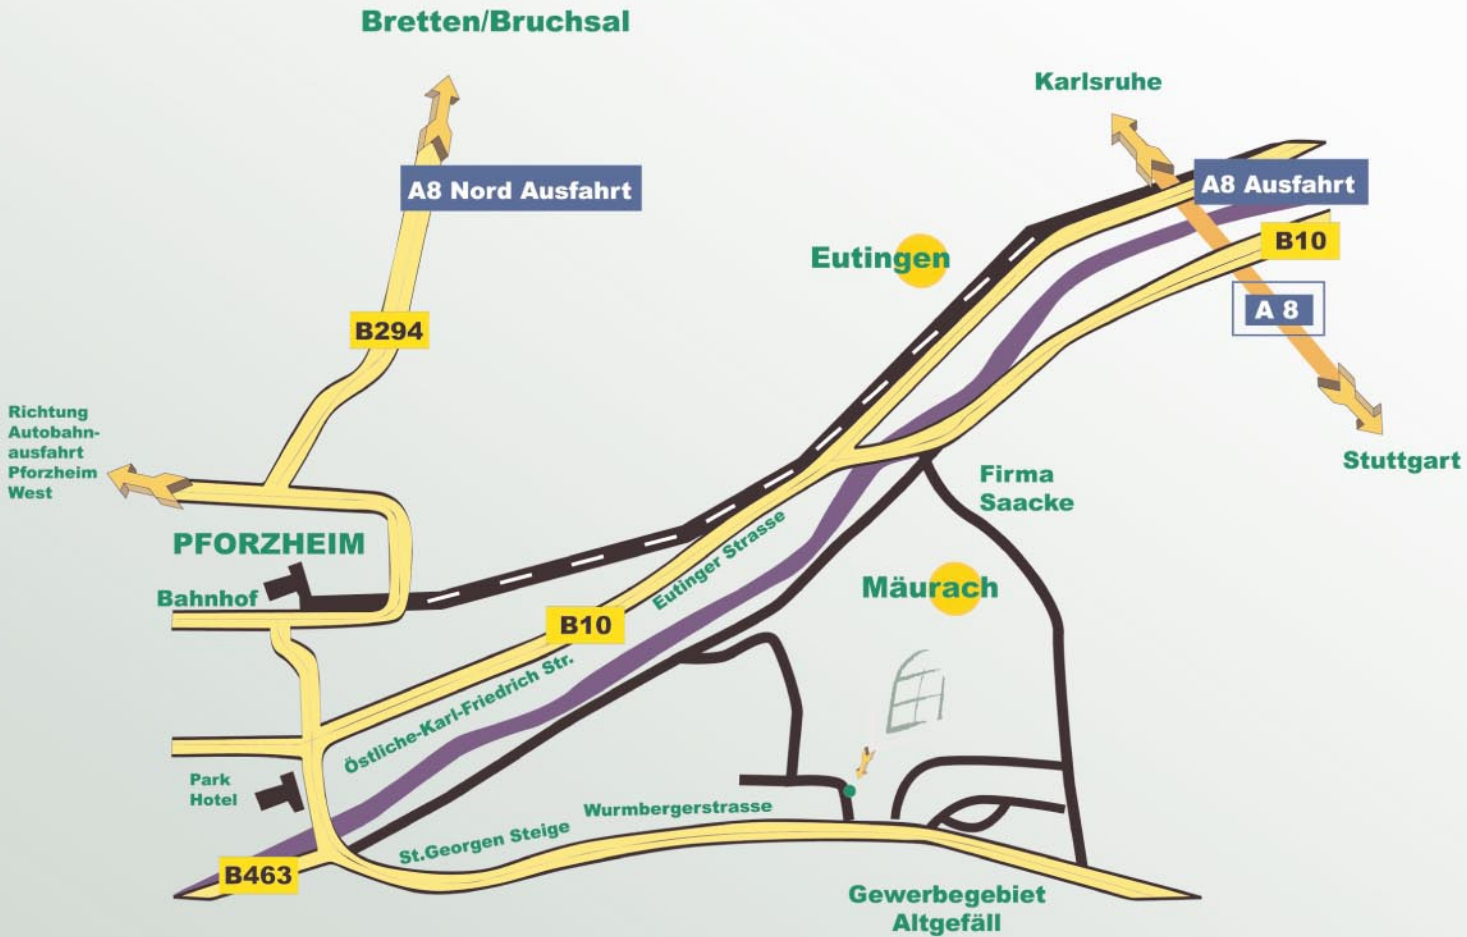 Bretten/Bruchsal
Karlsruhe
A8 Nord Ausfahrt
A8 Ausfahrt
B10
Eutingen
A 8
B294
Richtung
Autobahn-
ausfahrt
Pforzheim
West
Stuttgart
Firma
Saacke
PFORZHEIM
Bahnhof
Eutinger Strasse
Mäurach
B10
Östliche-Karl-Friedrich Str.
Park
Hotel
Wurmbergerstrasse
St.Georgen Steige
B463
Gewerbegebiet
Altgefäll